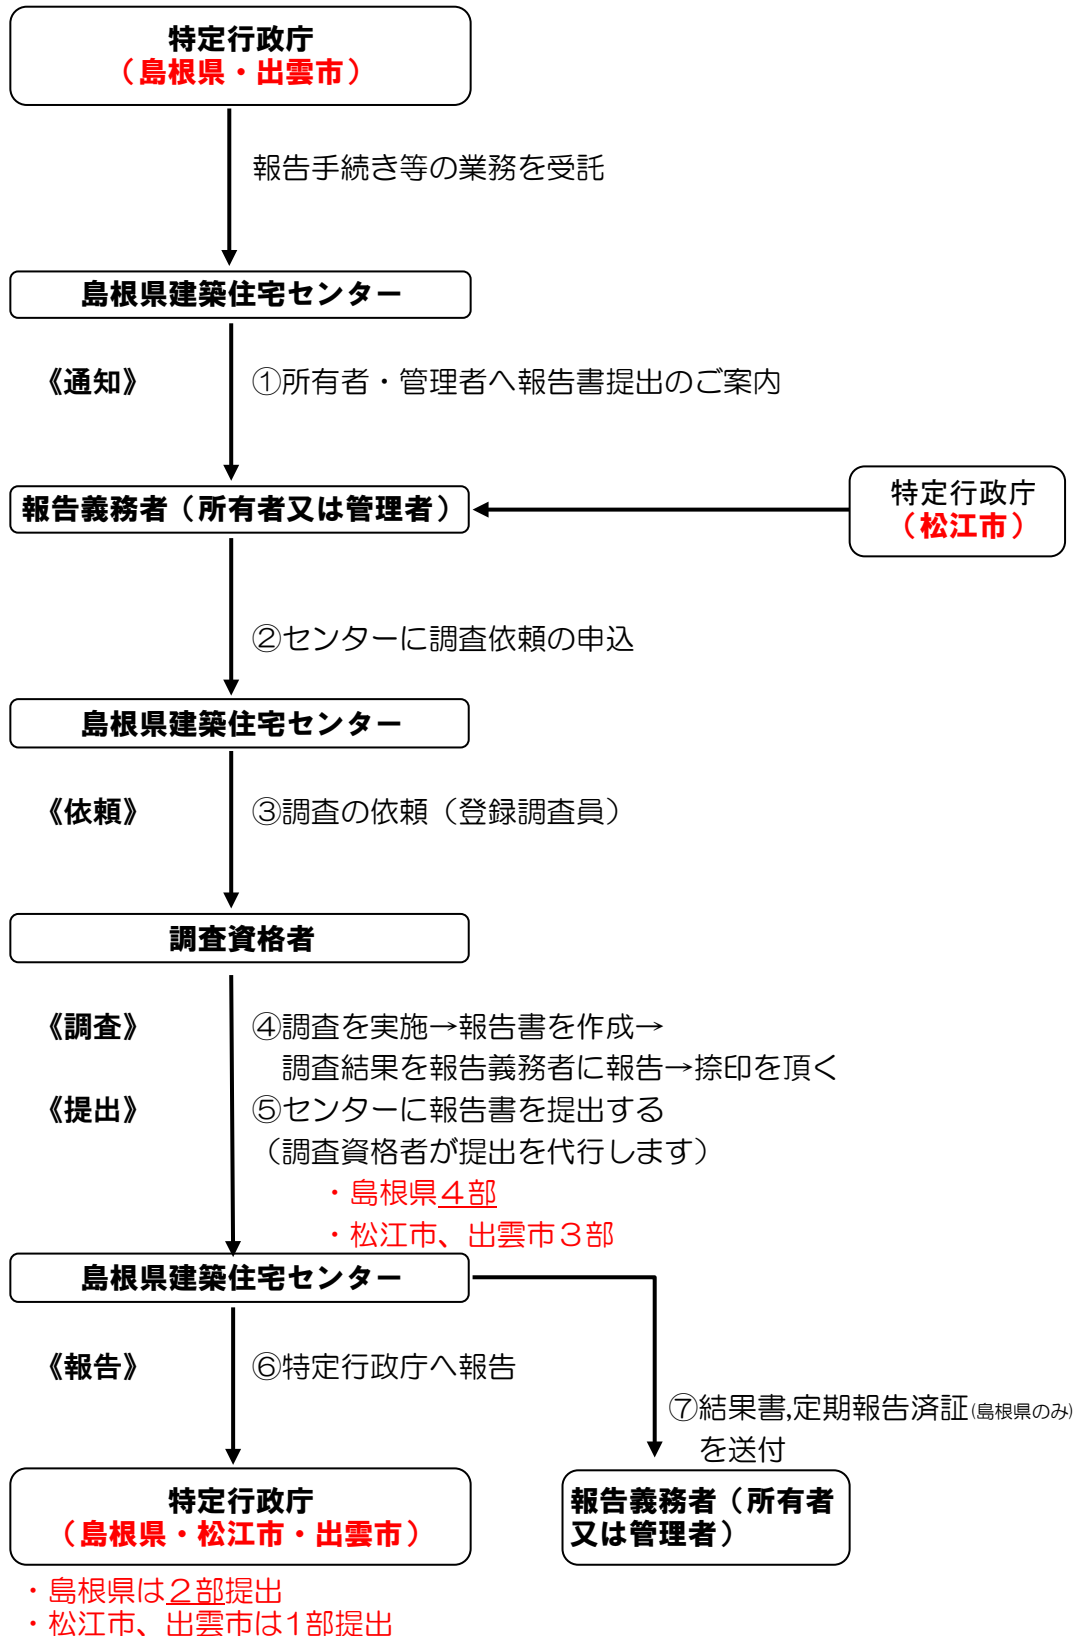 特定行政庁
（島根県・出雲市）
報告手続き等の業務を受託
島根県建築住宅センター
《通知》
①所有者・管理者へ報告書提出のご案内
報告義務者（所有者又は管理者）
特定行政庁
（松江市）
②センターに調査依頼の申込
島根県建築住宅センター
《依頼》
③調査の依頼（登録調査員）
調査資格者
《調査》
④調査を実施→報告書を作成→
調査結果を報告義務者に報告→捺印を頂く
《提出》
⑤センターに報告書を提出する
（調査資格者が提出を代行します）
・島根県４部
・松江市、出雲市３部
島根県建築住宅センター
《報告》
⑥特定行政庁へ報告
⑦結果書,定期報告済証(島根県のみ)
を送付
特定行政庁
（島根県・松江市・出雲市）
報告義務者（所有者
又は管理者）
・島根県は２部提出
・松江市、出雲市は1部提出